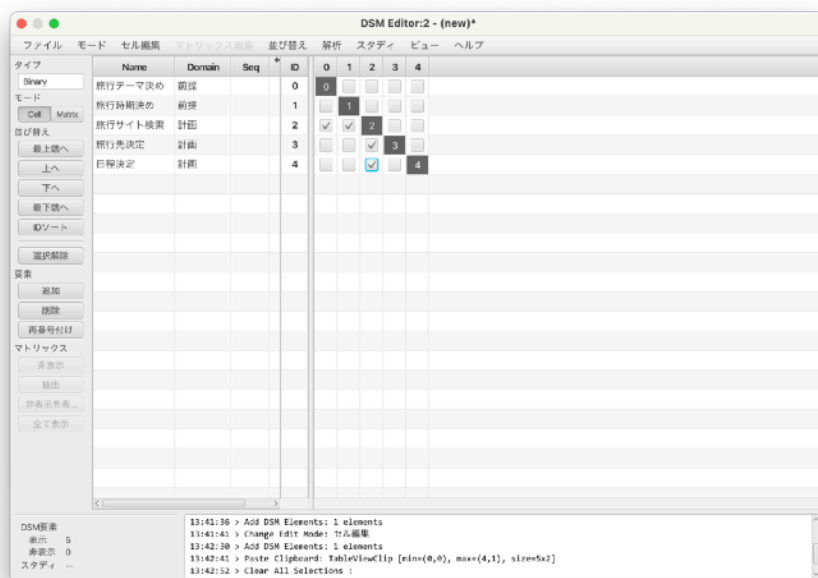 DSM Editor:2 - (new)*
ファイル モード セル編集 マトリックス編集 並び替え 解析 スタディ ビュー ヘルプ
タイプ
Binary
モード
Cell Matrix
並び替え
最上端へ
上へ
下へ
最下端へ
IDソート
選択解除
要素
追加
削除
再番号付け
マトリックス
非表示
抽出
非表示を表...
全て表示
Name Domain Seq ID 0 1 2 3 4
旅行テーマ決め 前提 0 0
旅行時期決め 前提 1 1
旅行サイト検索 計画 2 2
旅行先決定 計画 3 3
日程決定 計画 4 4
DSM要素
表示 5
非表示 0
スタディ --
13:41:36 > Add DSM Elements: 1 elements
13:41:41 > Change Edit Mode: セル編集
13:42:30 > Add DSM Elements: 1 elements
13:42:41 > Paste Clipboard: TableViewClip [min=(0,0), max=(4,1), size=5x2]
13:42:52 > Clear All Selections :